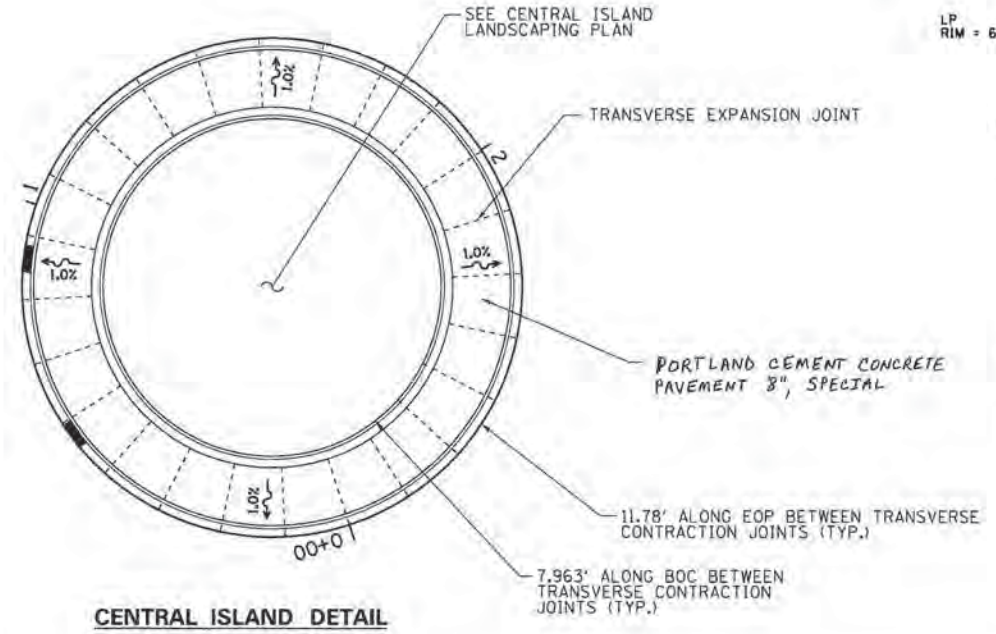 SEE CENTRAL ISLAND
LANDSCAPING PLAN
LP
RIM = 6
1.0%
TRANSVERSE EXPANSION JOINT
2
1
1.0%
1.0%
PORTLAND CEMENT CONCRETE
PAVEMENT 8", SPECIAL
1.0%
0+00
11.78' ALONG EOP BETWEEN TRANSVERSE
CONTRACTION JOINTS (TYP.)
7.963' ALONG BOC BETWEEN
TRANSVERSE CONTRACTION
JOINTS (TYP.)
CENTRAL ISLAND DETAIL